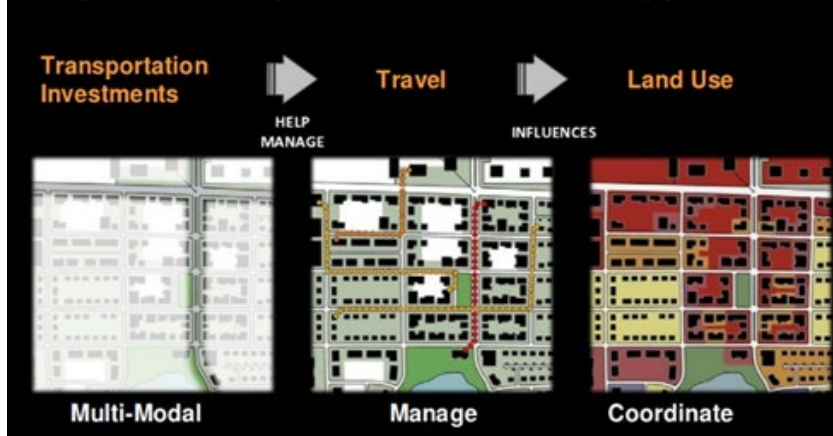 Transportation
Investments
Travel
Land Use
HELP
MANAGE
INFLUENCES
Multi-Modal
Manage
Coordinate